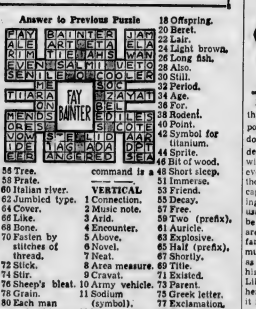 Answer to Previous Puzzle
FAY BAINTER JAM
FAY
BAINTER
56 Tree.
58 Prate.
60 Italian river.
62 Jumbled type.
64 Cover.
66 Like.
68 Bone.
70 Fasten by
stitches of
thread.
72 Stick.
74 Stir.
76 Sheep's bleat.
78 Grain.
80 Each man
command is a
VERTICAL
1 Connection.
2 Music note.
3 Arid.
4 Encounter.
5 Above,
6 Novel.
7 Neat.
8 Area measure.
9 Cravat.
10 Army vehicle.
11 Sodium
(symbol).
18 Offspring.
20 Beret.
22 Lair.
24 Light brown.
26 Long fish.
28 Also.
30 Still.
32 Period.
34 Age.
36 For.
38 Rodent.
40 Point.
42 Symbol for
titanium.
44 Sprite.
46 Bit of wood.
48 Short sleep.
51 Immerse.
53 Friend.
55 Decay.
57 Free.
59 Two (prefix).
61 Auricle.
63 Explosive.
65 Half (prefix).
67 Shortly.
69 Title.
71 Existed.
73 Parent.
75 Greek letter.
77 Exclamation.